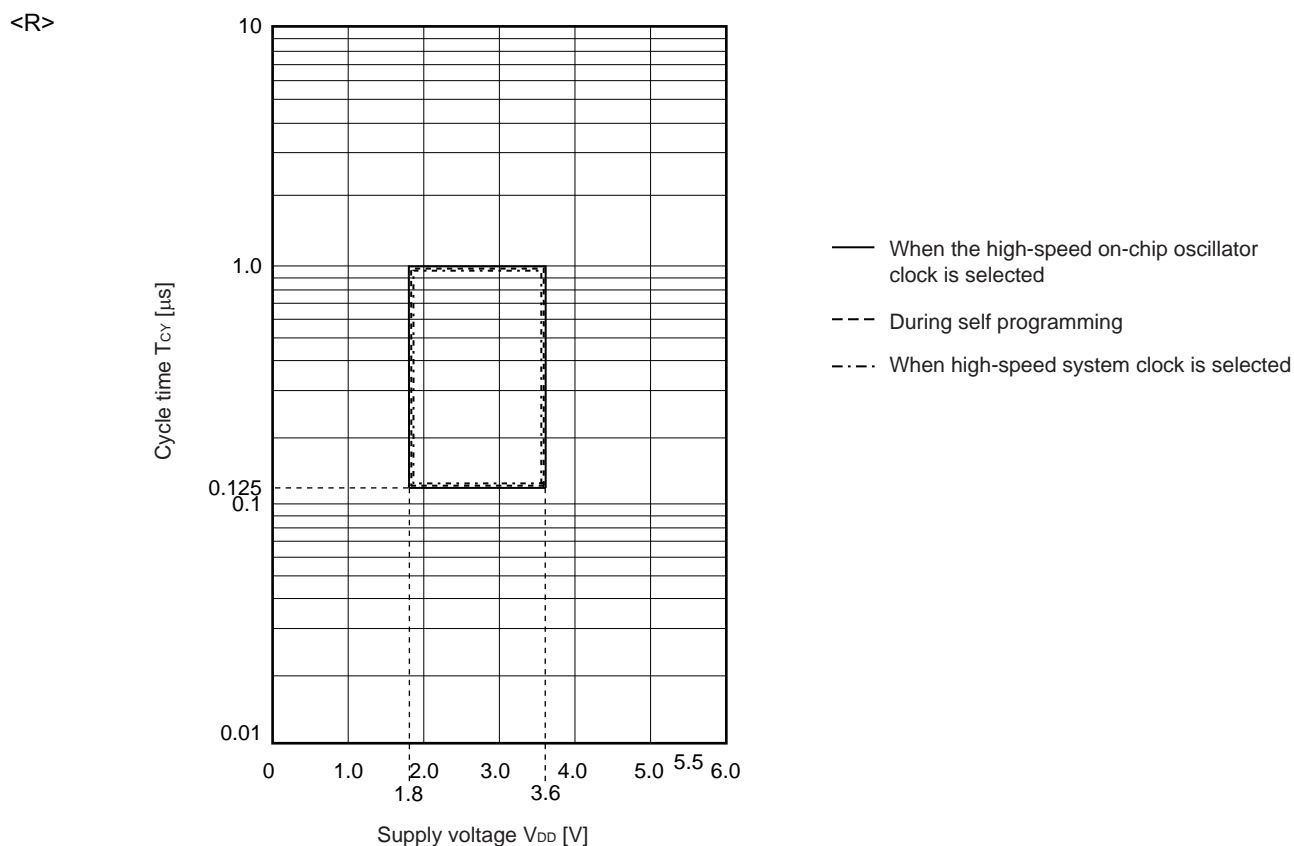 <R>
10
1.0
0.125
0.1
0.01
Cycle time TCY [µs]
0 1.0 2.0 3.0 4.0 5.0 5.5 6.0
1.8 3.6
Supply voltage VDD [V]
When the high-speed on-chip oscillator
clock is selected
During self programming
When high-speed system clock is selected